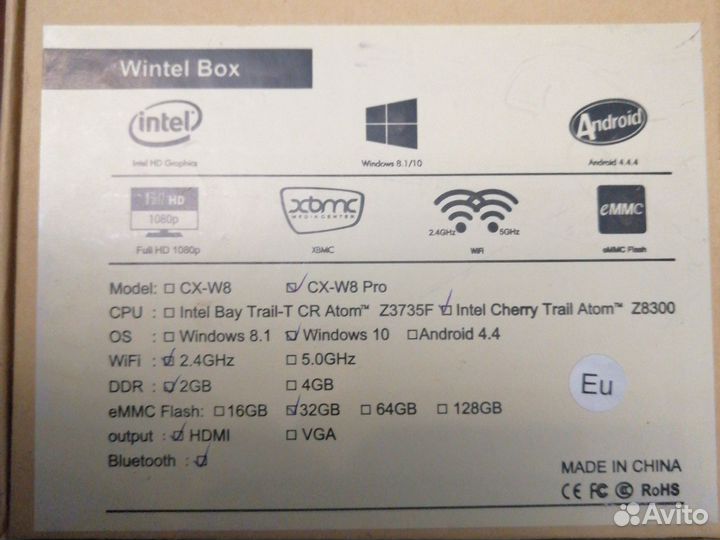 Wintel Box
intel
Android
Intel HD Graphics
Windows 8.1/10
Android 4.4.4
Full HD
1080p
xbmc
MEDIA CENTER
2.4GHz
5GHz
eMMC
Full HD 1080p
XBMC
WiFi
eMMC Flash
Model: ☐ CX-W8 ☑ CX-W8 Pro
CPU : ☐ Intel Bay Trail-T CR Atom™ Z3735F ☑ Intel Cherry Trail Atom™ Z8300
OS : ☐ Windows 8.1 ☑ Windows 10 ☐ Android 4.4
WiFi : ☑ 2.4GHz ☐ 5.0GHz
DDR : ☑ 2GB ☐ 4GB
eMMC Flash: ☐ 16GB ☑ 32GB ☐ 64GB ☐ 128GB
output : ☑ HDMI ☐ VGA
Bluetooth : ☑
Eu
MADE IN CHINA
CE FC CCC RoHS
Avito